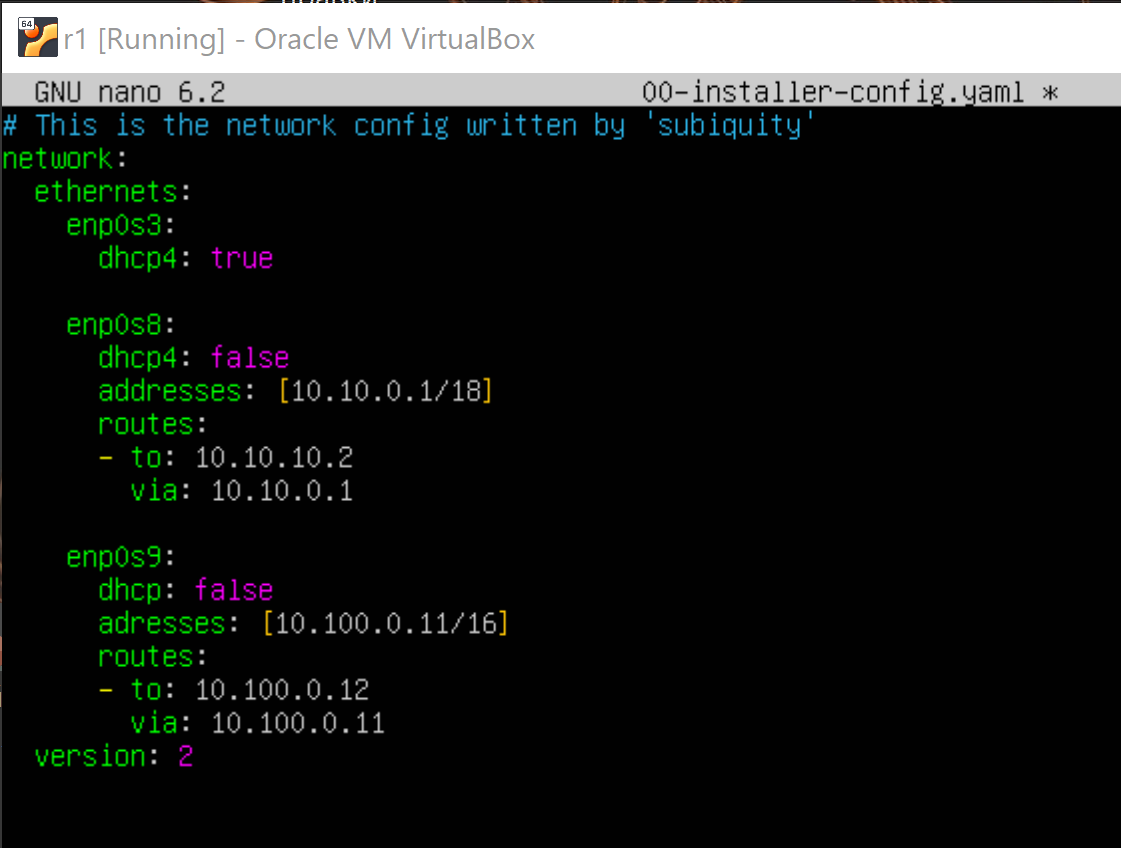 64
r1 [Running] - Oracle VM VirtualBox
GNU nano 6.2 00-installer-config.yaml *
# This is the network config written by 'subiquity'
network:
  ethernets:
    enp0s3:
      dhcp4: true

    enp0s8:
      dhcp4: false
      addresses: [10.10.0.1/18]
      routes:
      - to: 10.10.10.2
        via: 10.10.0.1

    enp0s9:
      dhcp: false
      adresses: [10.100.0.11/16]
      routes:
      - to: 10.100.0.12
        via: 10.100.0.11
  version: 2